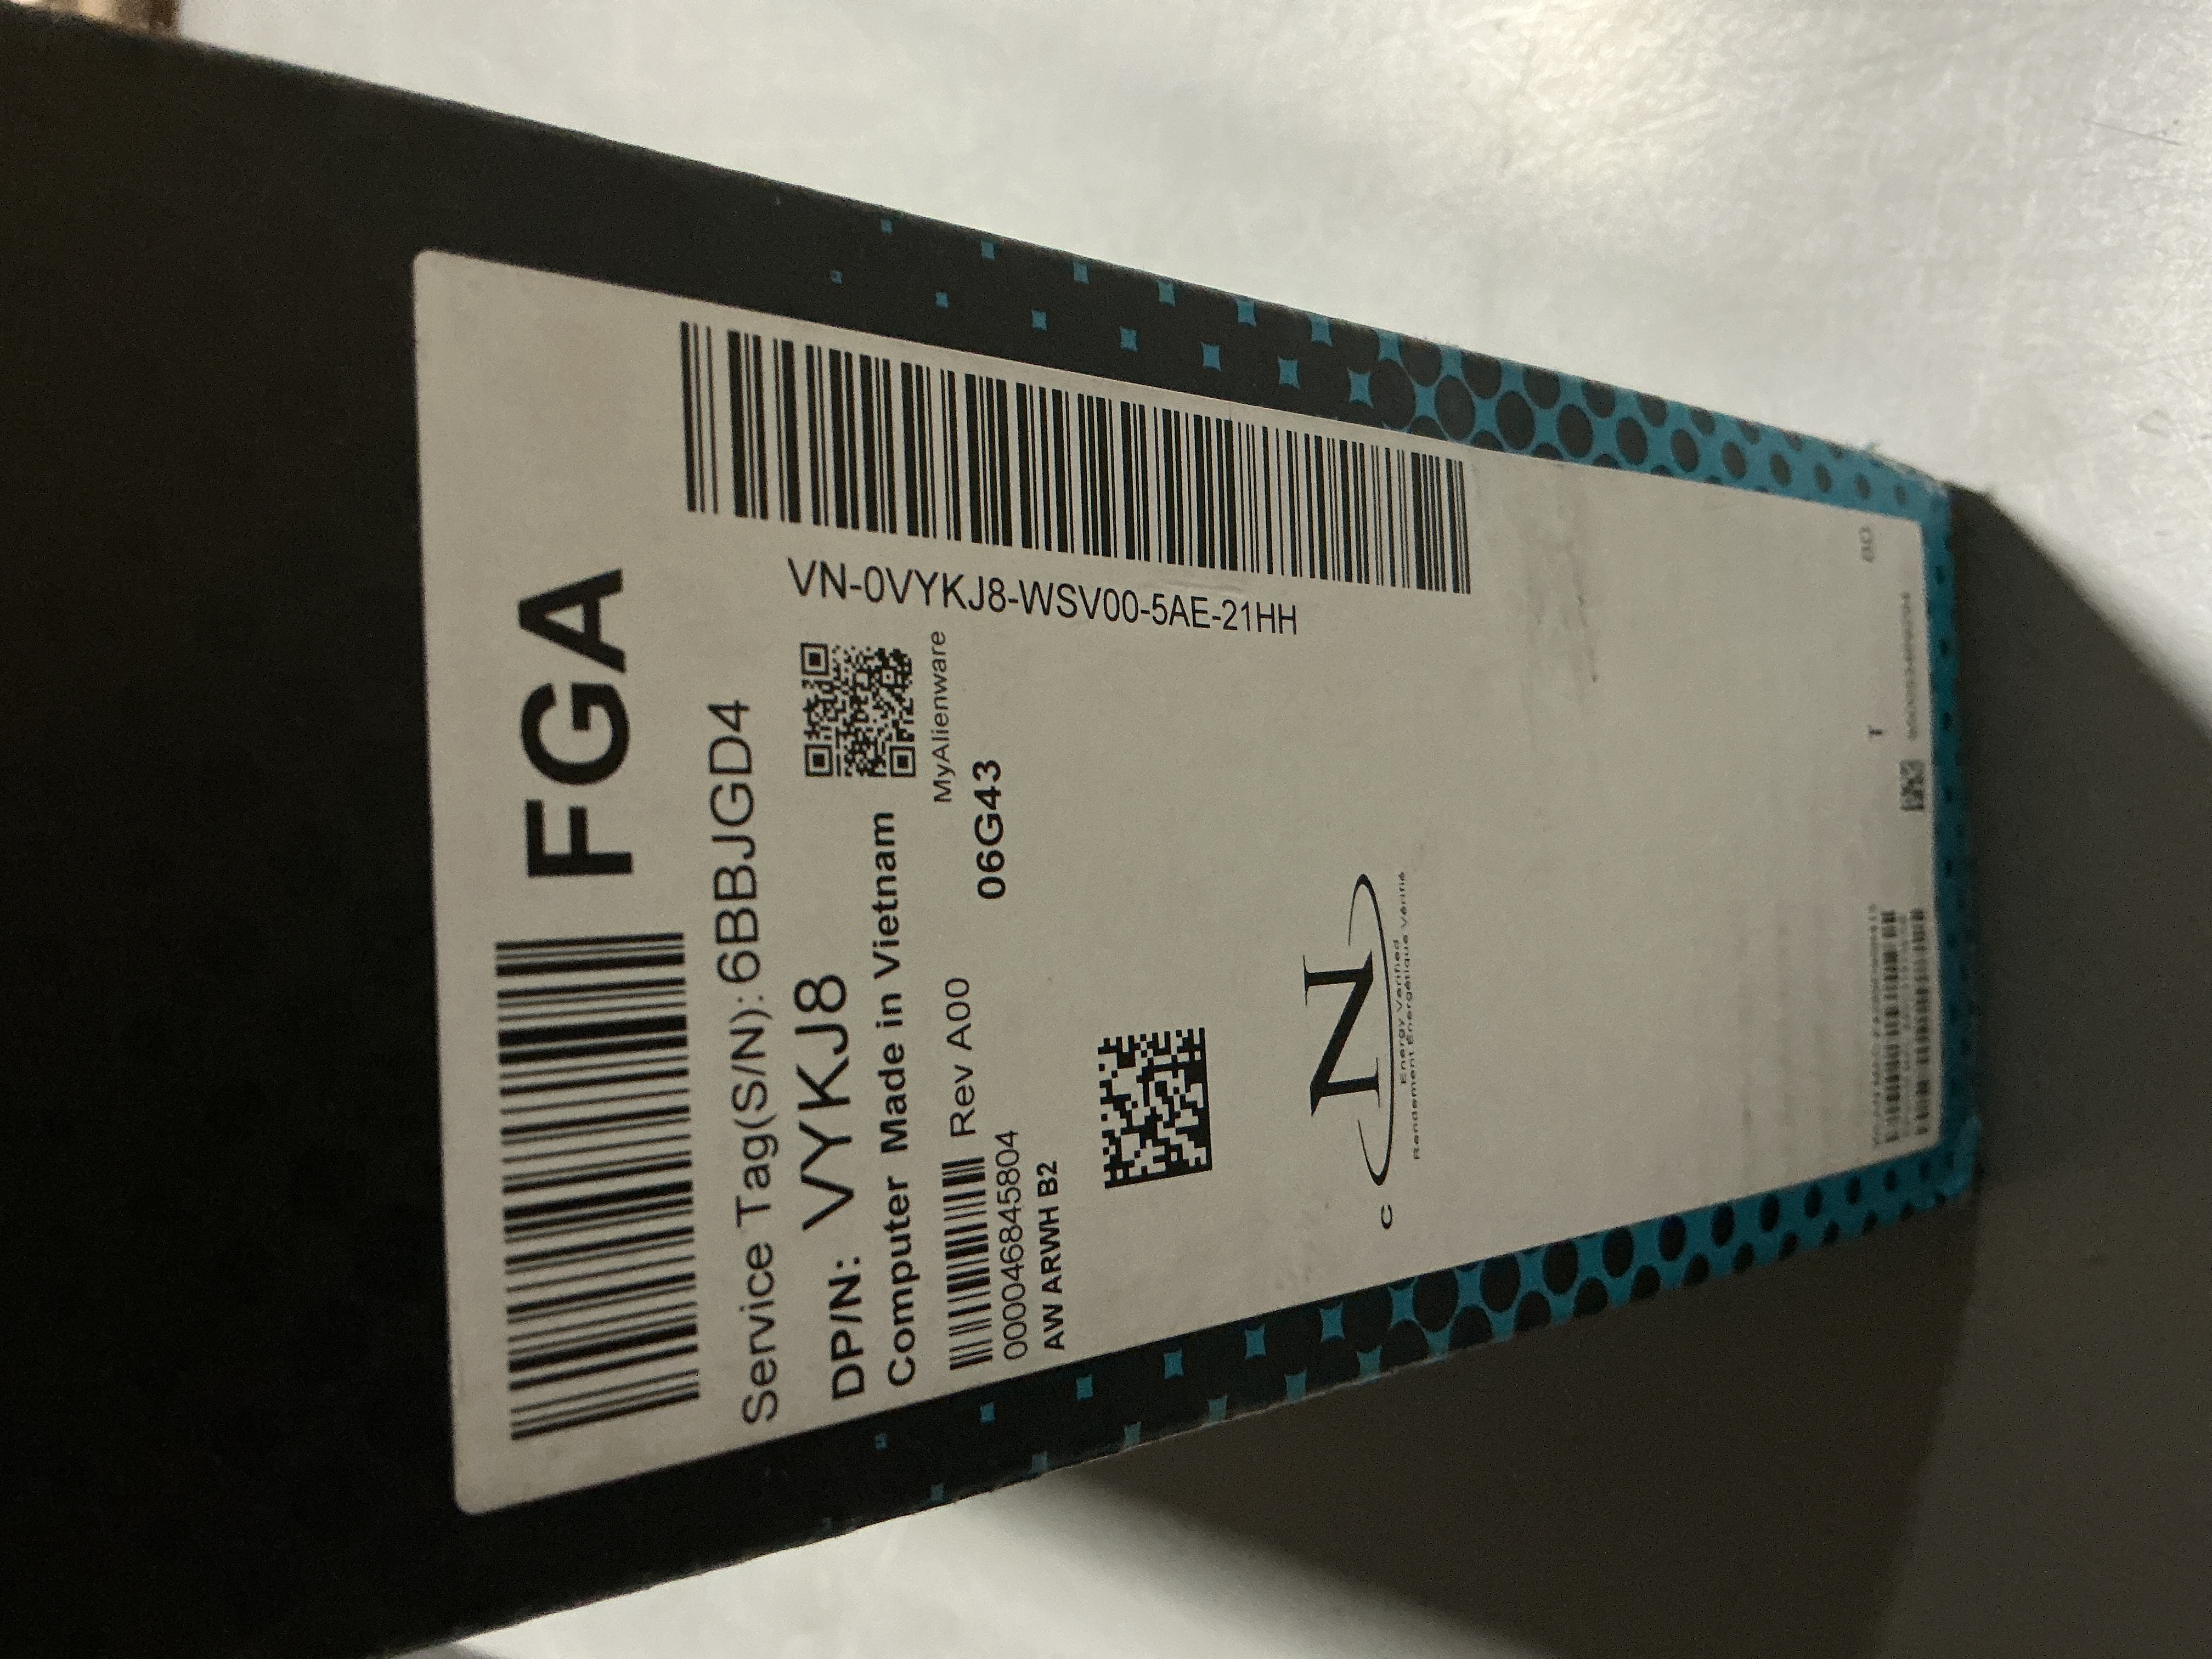 FGA
Service Tag(S/N):6BBJGD4
DP/N: VYKJ8
Computer Made in Vietnam
MyAlienware
Rev A00
06G43
000046845804
AW ARWH B2
VN-0VYKJ8-WSV00-5AE-21HH
C N
Energy Verified
Rendement Énergétique Vérifié
T